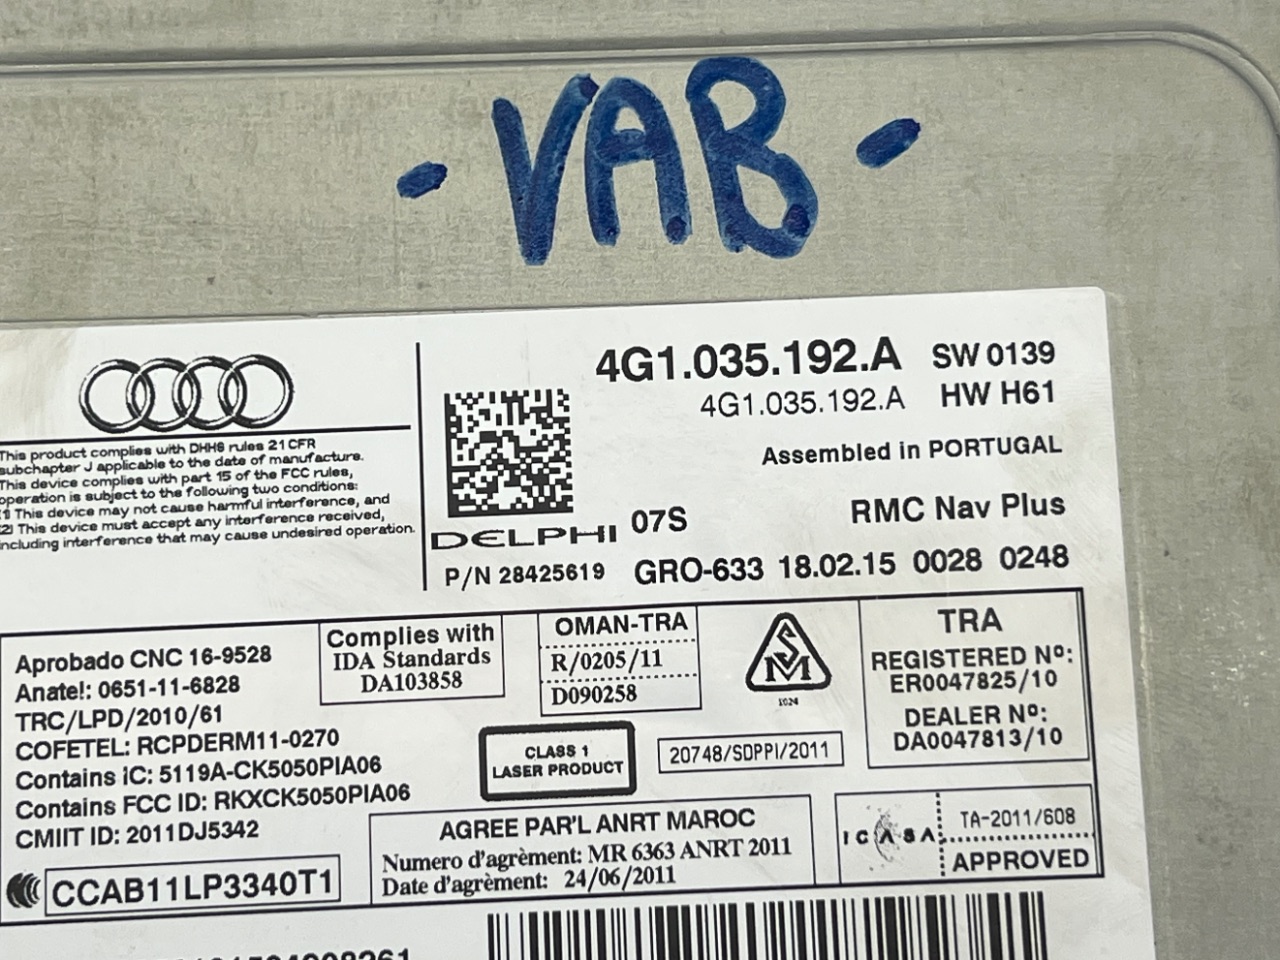 - VAB -
4G1.035.192.A SW 0139
4G1.035.192.A HW H61
Assembled in PORTUGAL
This product complies with DHHS rules 21 CFR
subchapter J applicable to the date of manufacture.
This device complies with part 15 of the FCC rules,
operation is subject to the following two conditions:
(1) This device may not cause harmful interference, and
(2) This device must accept any interference received,
including interference that may cause undesired operation.
DELPHI 07S
RMC Nav Plus
P/N 28425619
GRO-633 18.02.15 0028 0248
Aprobado CNC 16-9528
Anatel: 0651-11-6828
TRC/LPD/2010/61
COFETEL: RCPDERM11-0270
Contains IC: 5119A-CK5050PIA06
Contains FCC ID: RKXCK5050PIA06
CMIIT ID: 2011DJ5342
CCAB11LP3340T1
Complies with
IDA Standards
DA103858
OMAN-TRA
R/0205/11
D090258
SM
1024
TRA
REGISTERED Nº:
ER0047825/10
DEALER Nº:
DA0047813/10
CLASS 1
LASER PRODUCT
20748/SDPPI/2011
AGREE PAR'L ANRT MAROC
Numero d'agrèment: MR 6363 ANRT 2011
Date d'agrèment: 24/06/2011
ICASA
TA-2011/608
APPROVED